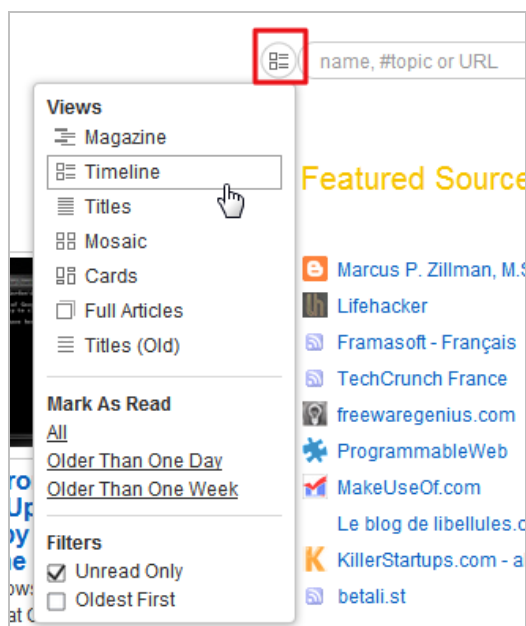 name, #topic or URL
Views
Magazine
Timeline
Titles
Mosaic
Cards
Full Articles
Titles (Old)
Mark As Read
All
Older Than One Day
Older Than One Week
Filters
Unread Only
Oldest First
Featured Source
Marcus P. Zillman, M.S
Lifehacker
Framasoft - Français
TechCrunch France
freewaregenius.com
ProgrammableWeb
MakeUseOf.com
Le blog de libellules.c
KillerStartups.com - a
betali.st